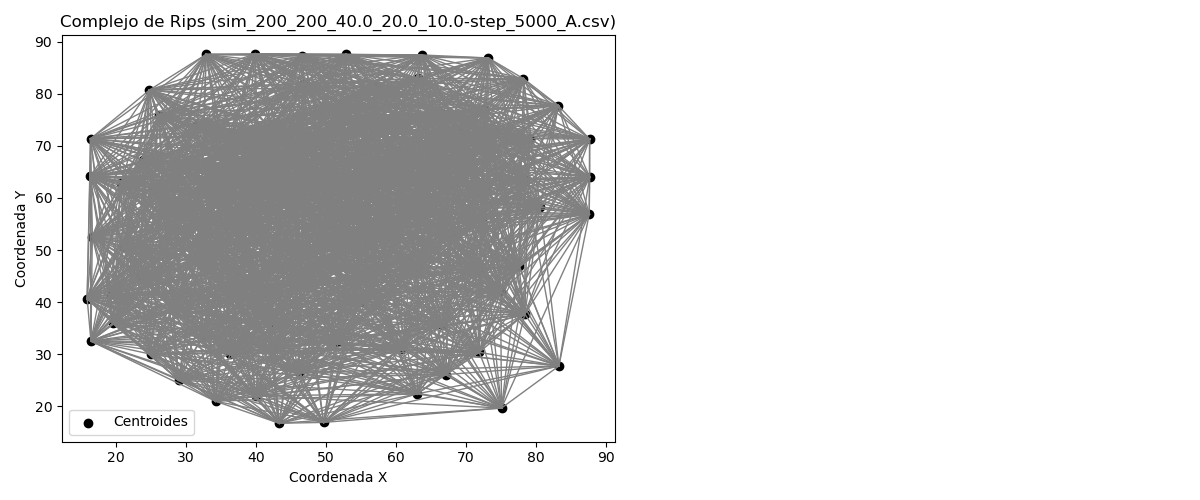 Complejo de Rips (sim_200_200_40.0_20.0_10.0-step_5000_A.csv)
90
80
70
60
50
40
30
20
Coordenada Y
Centroides
20 30 40 50 60 70 80 90
Coordenada X